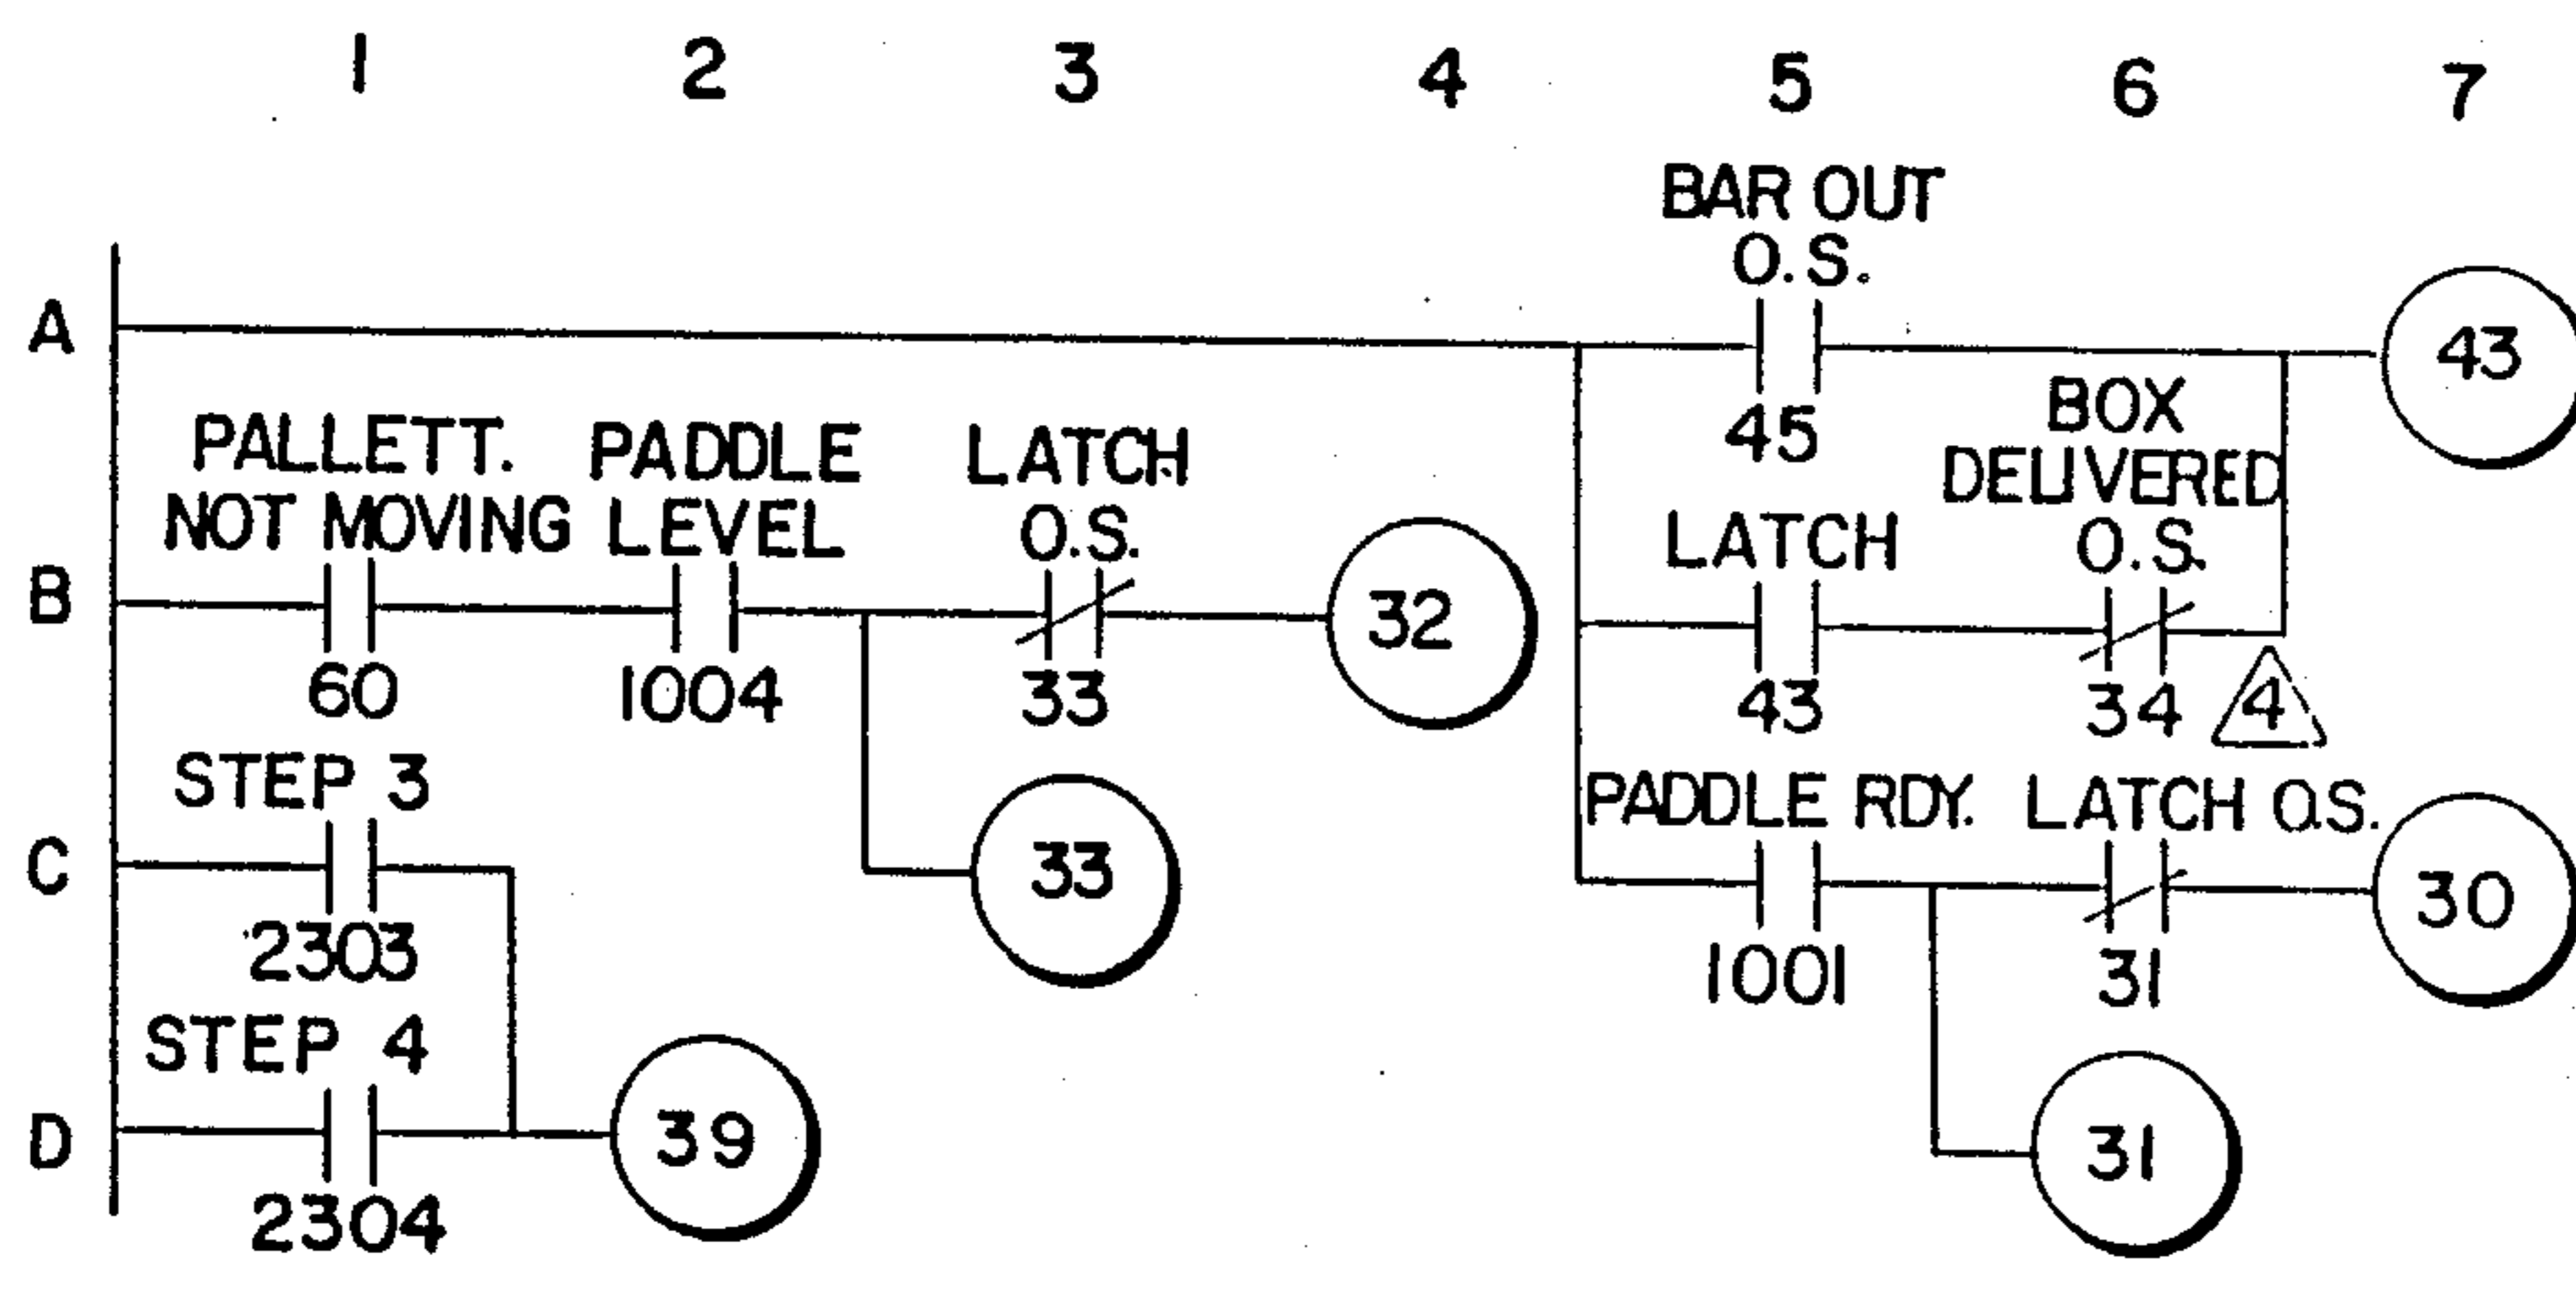 1 2 3 4 5 6 7
BAR OUT
O.S.
A
43
45
PALLETT.
NOT MOVING
PADDLE
LEVEL
LATCH
O.S.
LATCH
BOX
DELIVERED
O.S.
B
32
60
1004
33
43
34
4
STEP 3
PADDLE RDY.
LATCH O.S.
C
33
30
2303
1001
31
STEP 4
D
39
31
2304